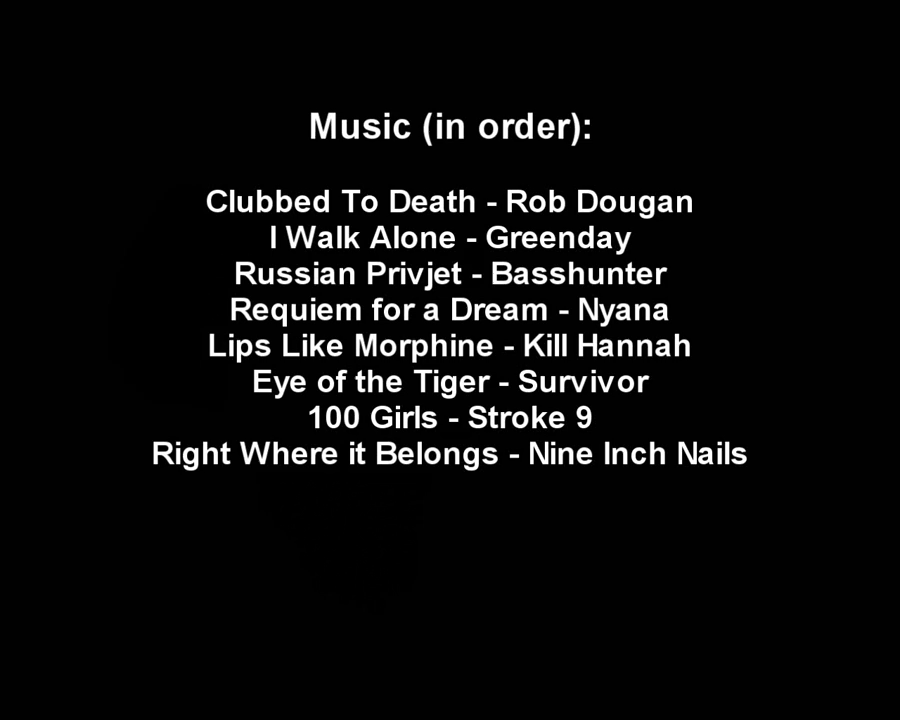 Music (in order):
Clubbed To Death - Rob Dougan
I Walk Alone - Greenday
Russian Privjet - Basshunter
Requiem for a Dream - Nyana
Lips Like Morphine - Kill Hannah
Eye of the Tiger - Survivor
100 Girls - Stroke 9
Right Where it Belongs - Nine Inch Nails